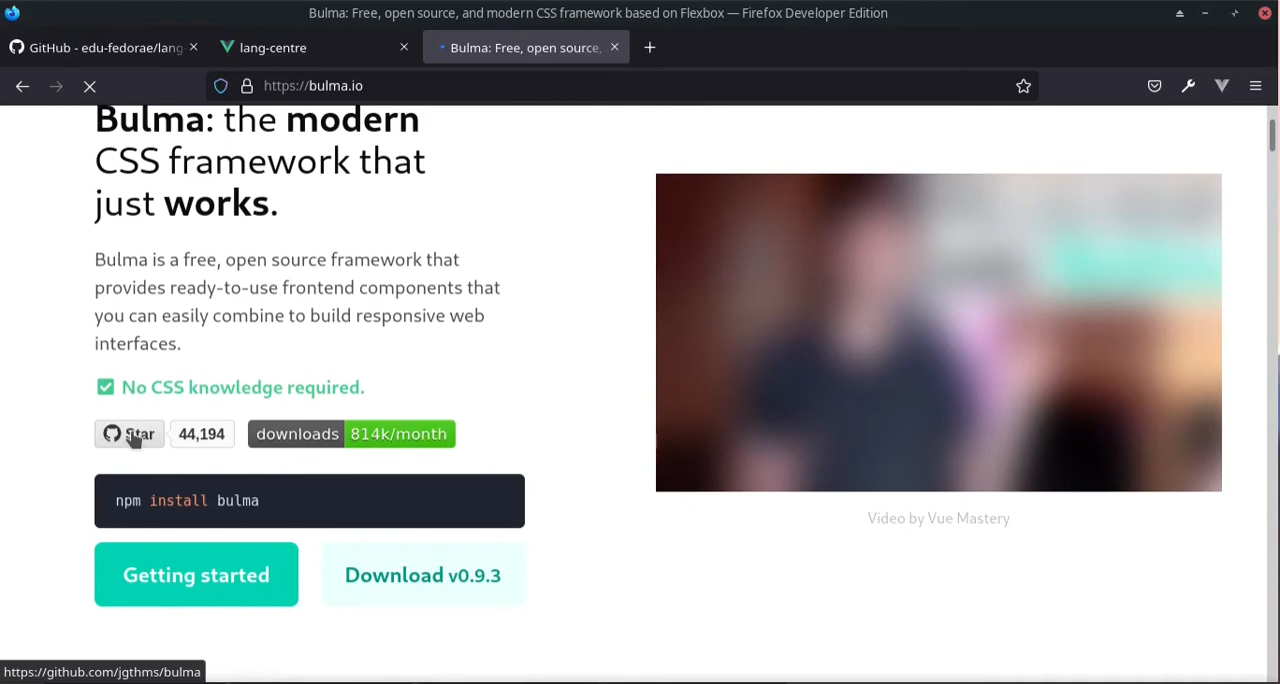 Bulma: Free, open source, and modern CSS framework based on Flexbox — Firefox Developer Edition
GitHub - edu-fedorae/lang-
lang-centre
Bulma: Free, open source,
https://bulma.io
Bulma: the modern
CSS framework that
just works.
Bulma is a free, open source framework that
provides ready-to-use frontend components that
you can easily combine to build responsive web
interfaces.
No CSS knowledge required.
Star 44,194 downloads 814k/month
npm install bulma
Getting started Download v0.9.3
Video by Vue Mastery
https://github.com/jgthms/bulma